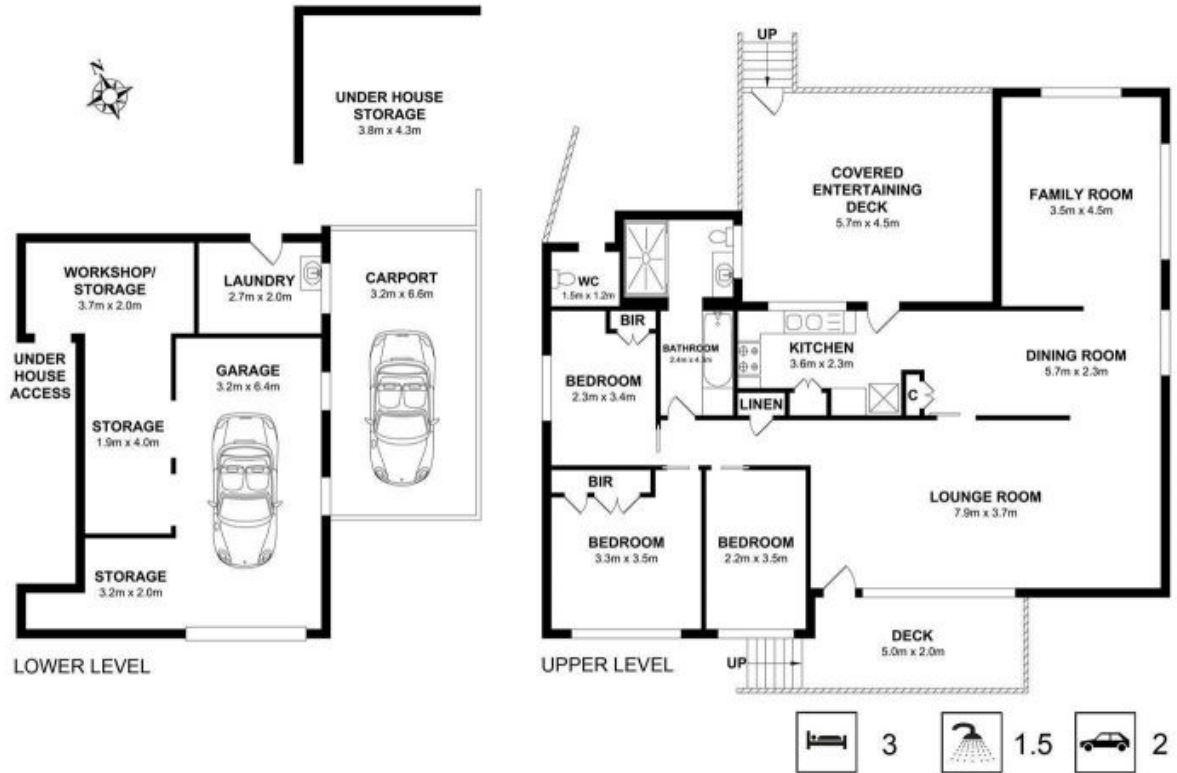 N
UNDER HOUSE
STORAGE
3.8m x 4.3m
WORKSHOP/
STORAGE
3.7m x 2.0m
LAUNDRY
2.7m x 2.0m
CARPORT
3.2m x 6.6m
UNDER
HOUSE
ACCESS
GARAGE
3.2m x 6.4m
STORAGE
1.9m x 4.0m
STORAGE
3.2m x 2.0m
LOWER LEVEL
UP
COVERED
ENTERTAINING
DECK
5.7m x 4.5m
FAMILY ROOM
3.5m x 4.5m
WC
1.5m x 1.2m
BIR
BATHROOM
KITCHEN
3.6m x 2.3m
DINING ROOM
5.7m x 2.3m
BEDROOM
2.3m x 3.4m
LINEN
C
BIR
LOUNGE ROOM
7.9m x 3.7m
BEDROOM
3.3m x 3.5m
BEDROOM
2.2m x 3.5m
DECK
5.0m x 2.0m
UP
UPPER LEVEL
3
1.5
2